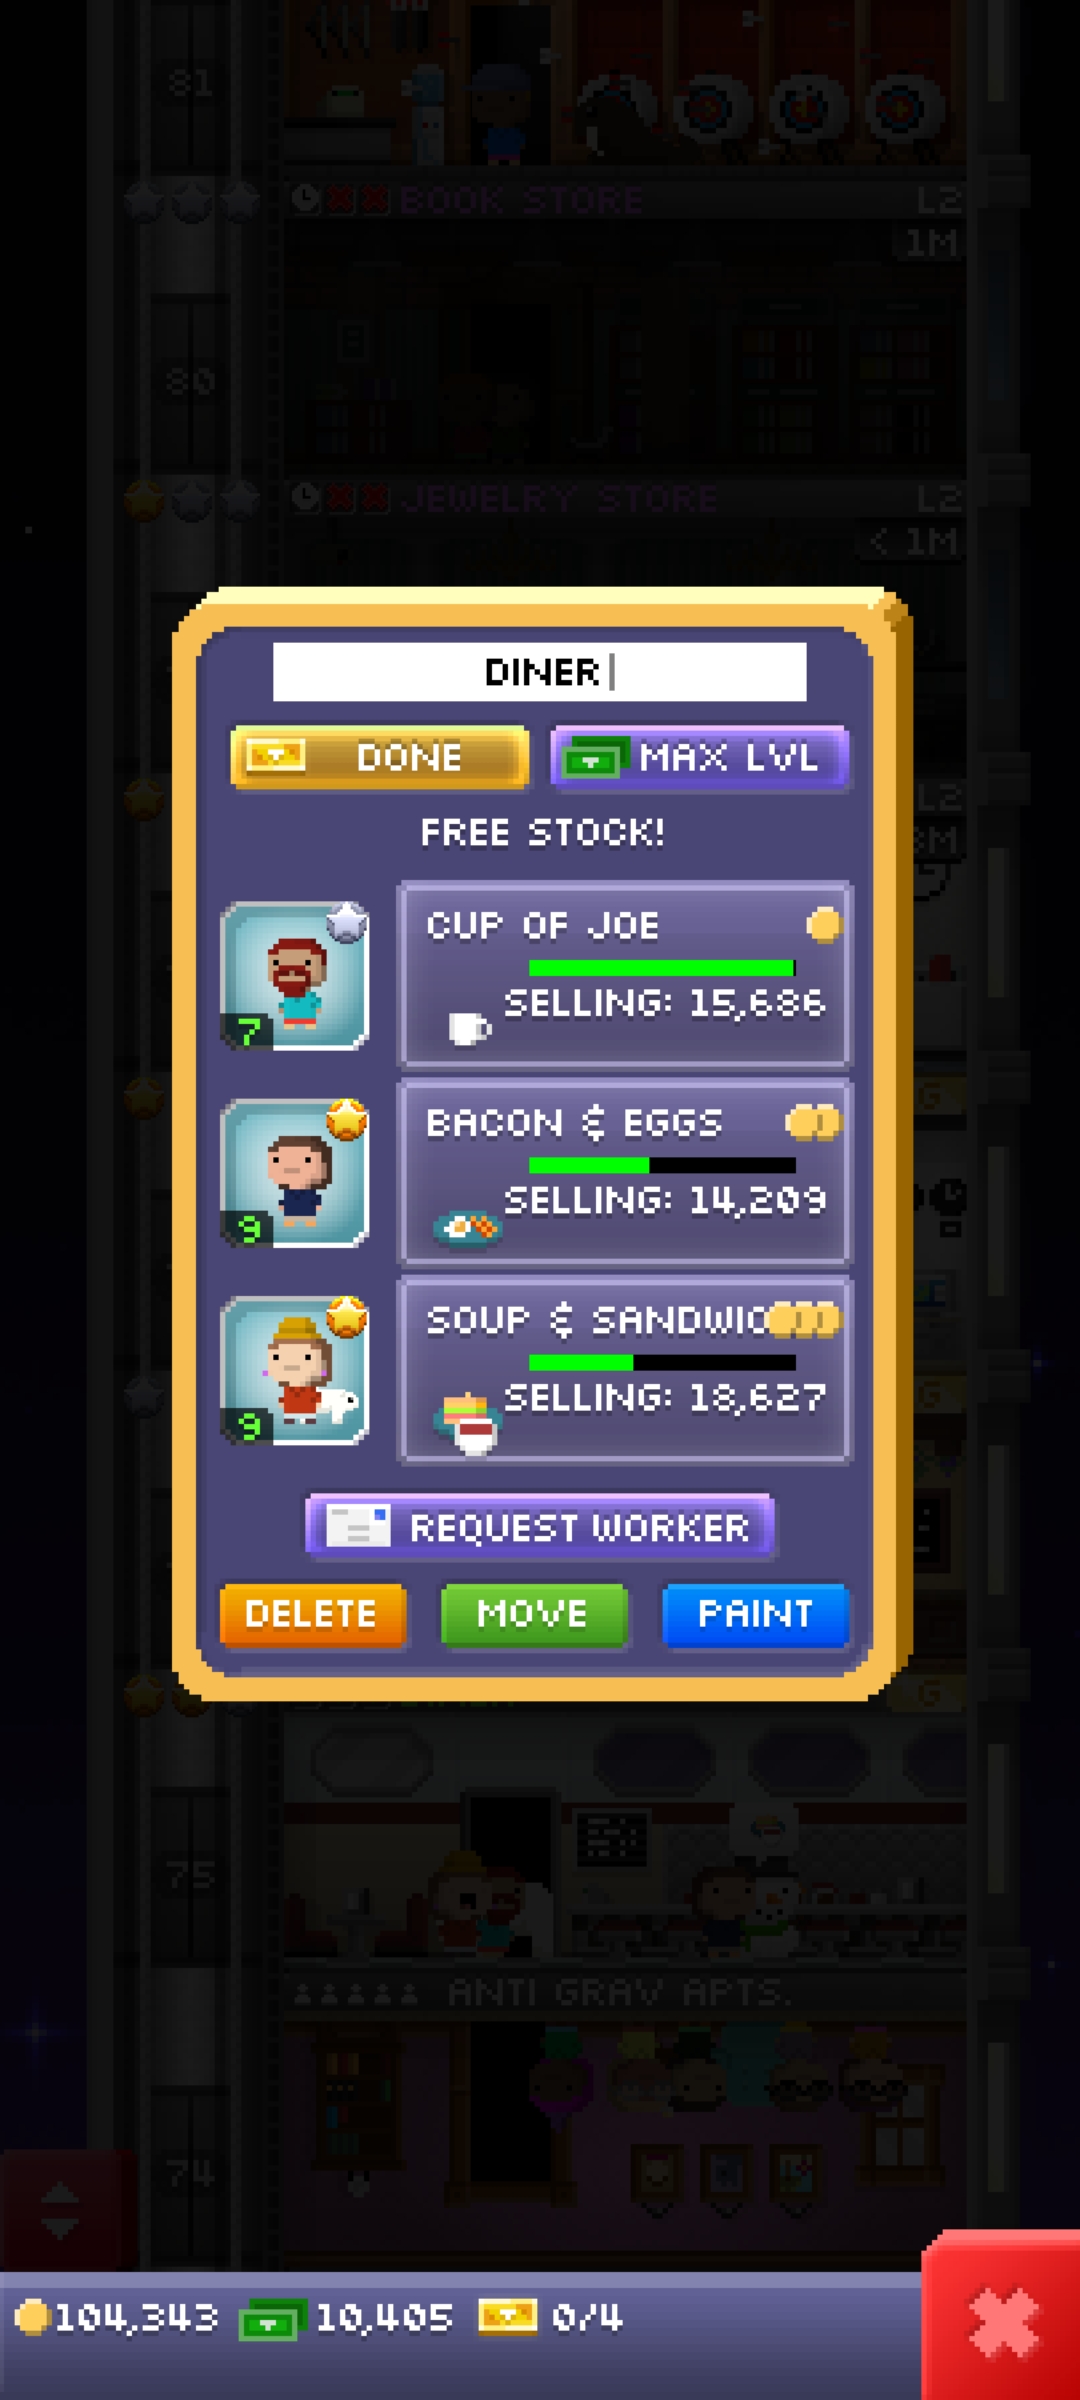 81
BOOK STORE L2
1M
80
JEWELRY STORE L2
< 1M
DINER
DONE MAX LVL
L2
FREE STOCK!
CUP OF JOE
SELLING: 15,686
7
G
BACON & EGGS
SELLING: 14,209
9
SOUP & SANDWIC
SELLING: 18,627
9
G
REQUEST WORKER
DELETE MOVE PAINT
G
75
ANTI GRAV APTS.
74
104,343 10,405 0/4